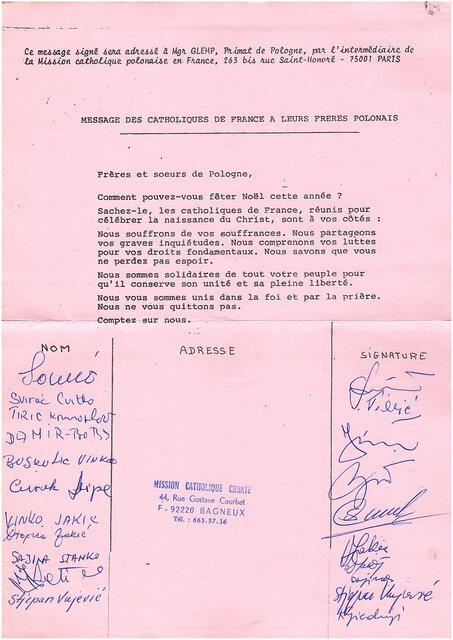 Ce message signé sera adressé à Mgr GLEMP, Primat de Pologne, par l'intermédiaire de
la Mission catholique polonaise en France, 263 bis rue Saint-Honoré - 75001 PARIS
MESSAGE DES CATHOLIQUES DE FRANCE A LEURS FRERES POLONAIS
Frères et soeurs de Pologne,
Comment pouvez-vous fêter Noël cette année ?
Sachez-le, les catholiques de France, réunis pour
célébrer la naissance du Christ, sont à vos côtés :
Nous souffrons de vos souffrances. Nous partageons
vos graves inquiétudes. Nous comprenons vos luttes
pour vos droits fondamentaux. Nous savons que vous
ne perdez pas espoir.
Nous sommes solidaires de tout votre peuple pour
qu'il conserve son unité et sa pleine liberté.
Nous vous sommes unis dans la foi et par la prière.
Nous ne vous quittons pas.
Comptez sur nous.
NOM ADRESSE SIGNATURE
Cvitko
TIRIC
DAMIR
VINKO
Stipe
VINKO JAKIĆ
Jakić
STANKO
Stjepan Vujević
MISSION CATHOLIQUE CROATE
44, Rue Gustave Courbet
F - 92220 BAGNEUX
Tél. : 663.57.16
Stjepan Vujević